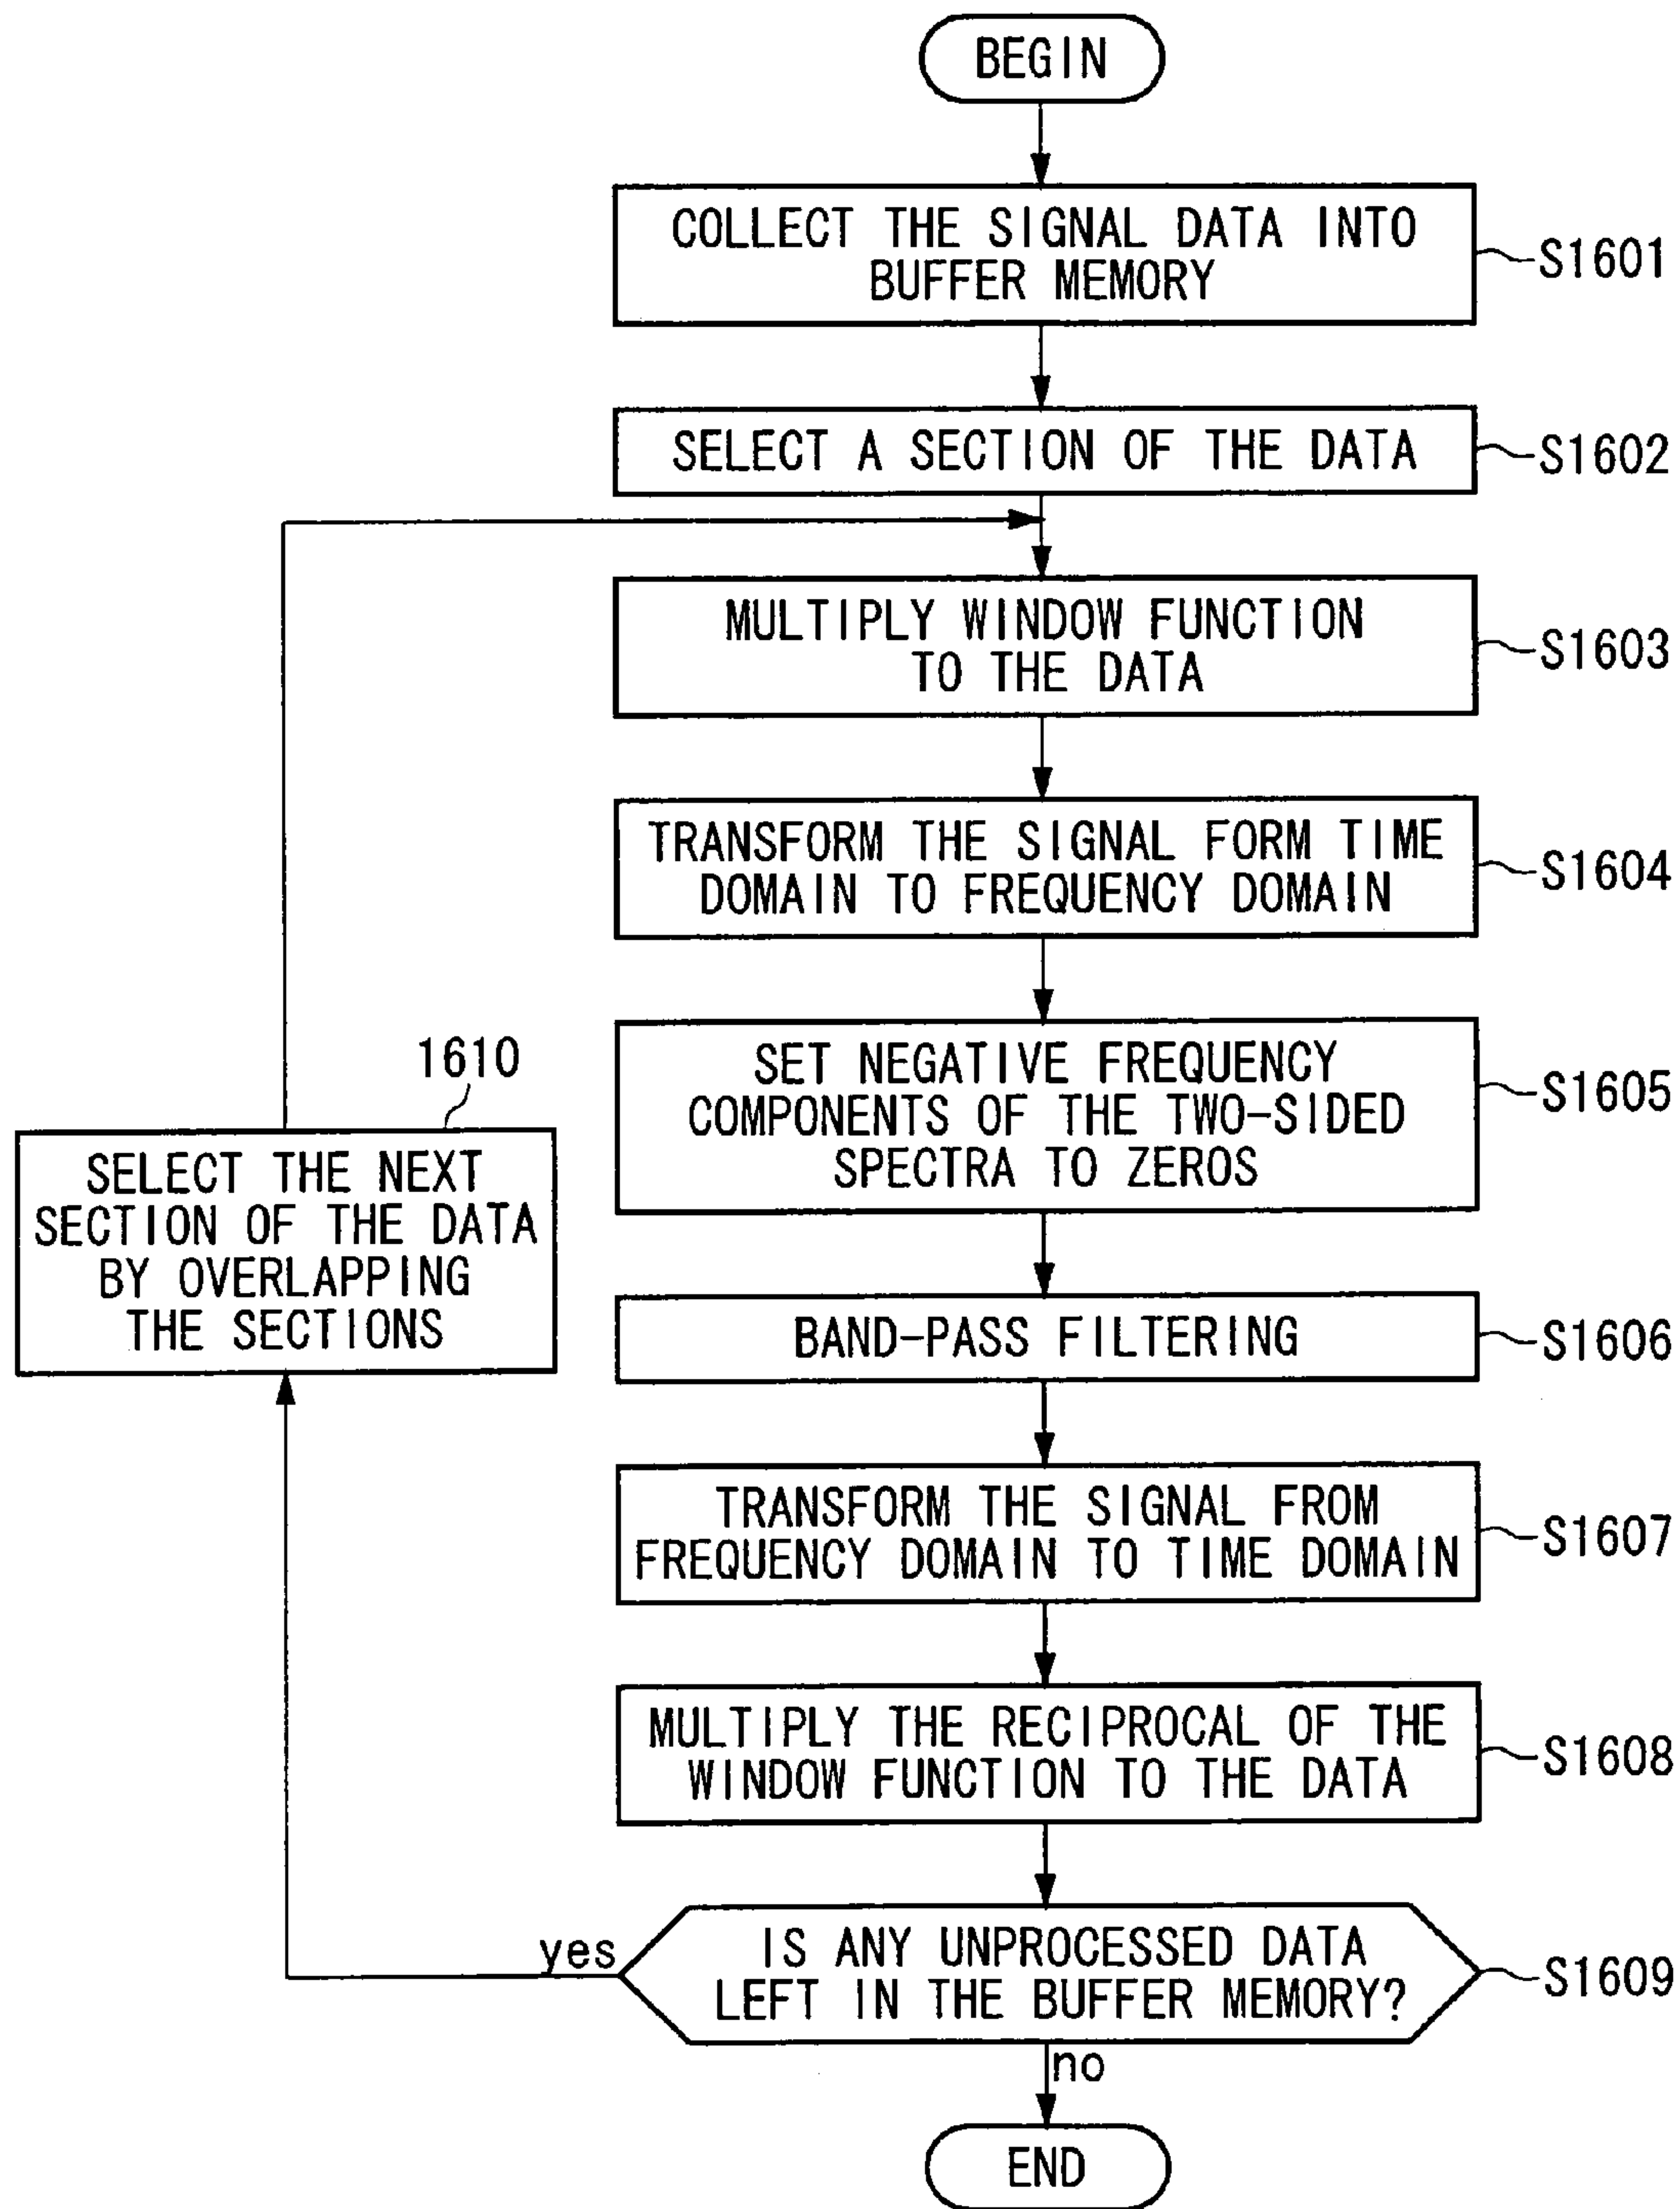 BEGIN
COLLECT THE SIGNAL DATA INTO
BUFFER MEMORY
S1601
SELECT A SECTION OF THE DATA
S1602
MULTIPLY WINDOW FUNCTION
TO THE DATA
S1603
TRANSFORM THE SIGNAL FORM TIME
DOMAIN TO FREQUENCY DOMAIN
S1604
SET NEGATIVE FREQUENCY
COMPONENTS OF THE TWO-SIDED
SPECTRA TO ZEROS
S1605
1610
SELECT THE NEXT
SECTION OF THE DATA
BY OVERLAPPING
THE SECTIONS
BAND-PASS FILTERING
S1606
TRANSFORM THE SIGNAL FROM
FREQUENCY DOMAIN TO TIME DOMAIN
S1607
MULTIPLY THE RECIPROCAL OF THE
WINDOW FUNCTION TO THE DATA
S1608
yes
IS ANY UNPROCESSED DATA
LEFT IN THE BUFFER MEMORY?
S1609
no
END